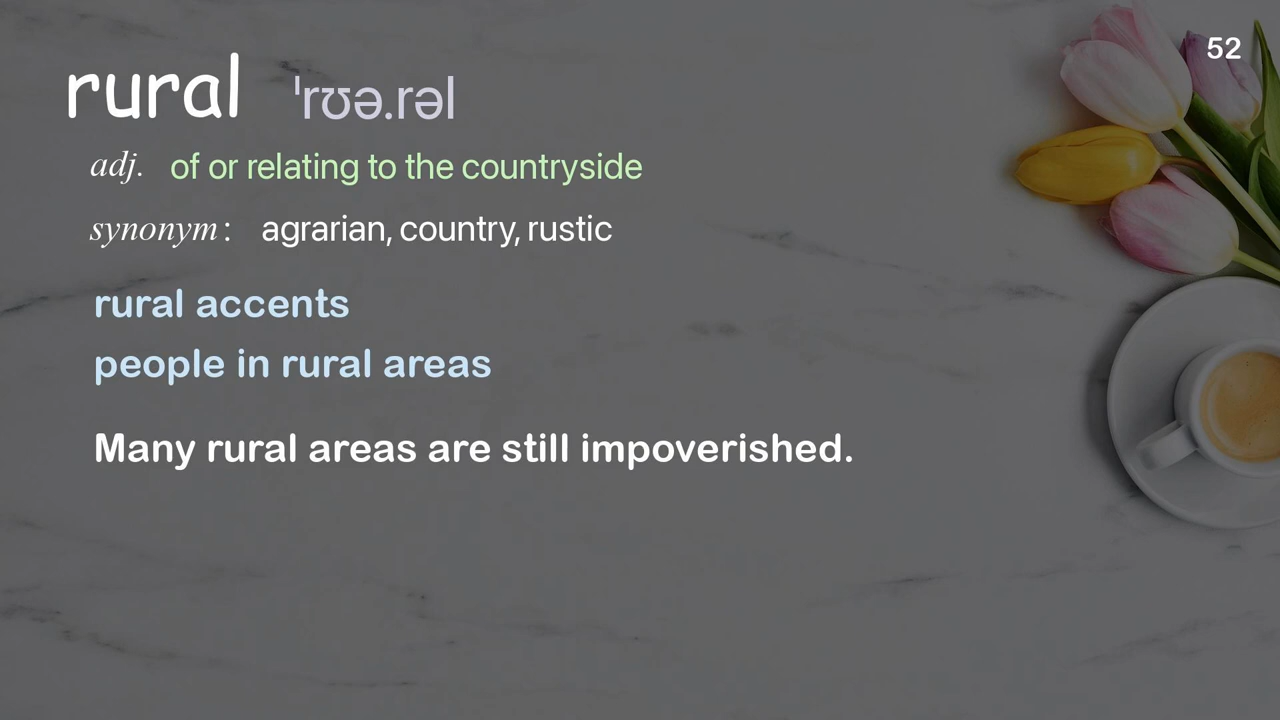 52
rural ˈrʊə.rəl
adj. of or relating to the countryside
synonym : agrarian, country, rustic
rural accents
people in rural areas
Many rural areas are still impoverished.